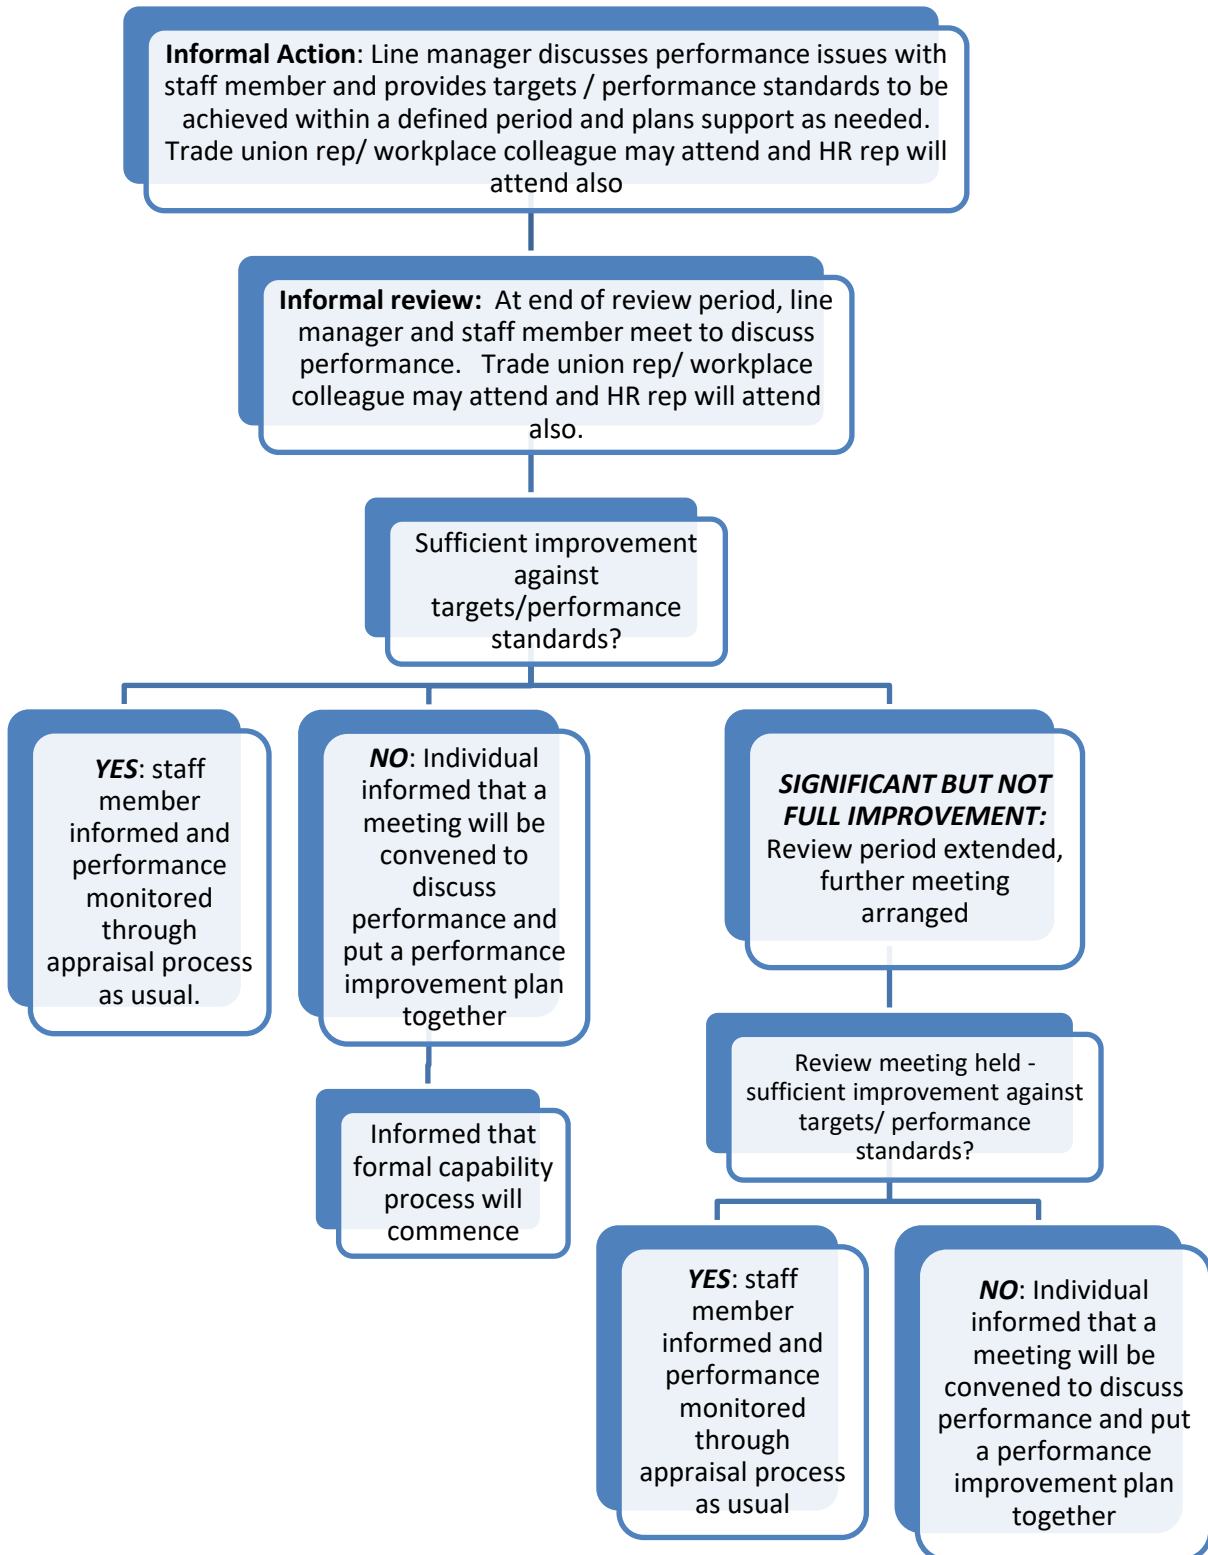 Informal Action: Line manager discusses performance issues with
staff member and provides targets / performance standards to be
achieved within a defined period and plans support as needed.
Trade union rep/ workplace colleague may attend and HR rep will
attend also
Informal review: At end of review period, line
manager and staff member meet to discuss
performance. Trade union rep/ workplace
colleague may attend and HR rep will attend
also.
Sufficient improvement
against
targets/performance
standards?
YES: staff
member
informed and
performance
monitored
through
appraisal process
as usual.
NO: Individual
informed that a
meeting will be
convened to
discuss
performance and
put a performance
improvement plan
together
SIGNIFICANT BUT NOT
FULL IMPROVEMENT:
Review period extended,
further meeting
arranged
Informed that
formal capability
process will
commence
Review meeting held -
sufficient improvement against
targets/ performance
standards?
YES: staff
member
informed and
performance
monitored
through
appraisal process
as usual
NO: Individual
informed that a
meeting will be
convened to discuss
performance and put
a performance
improvement plan
together